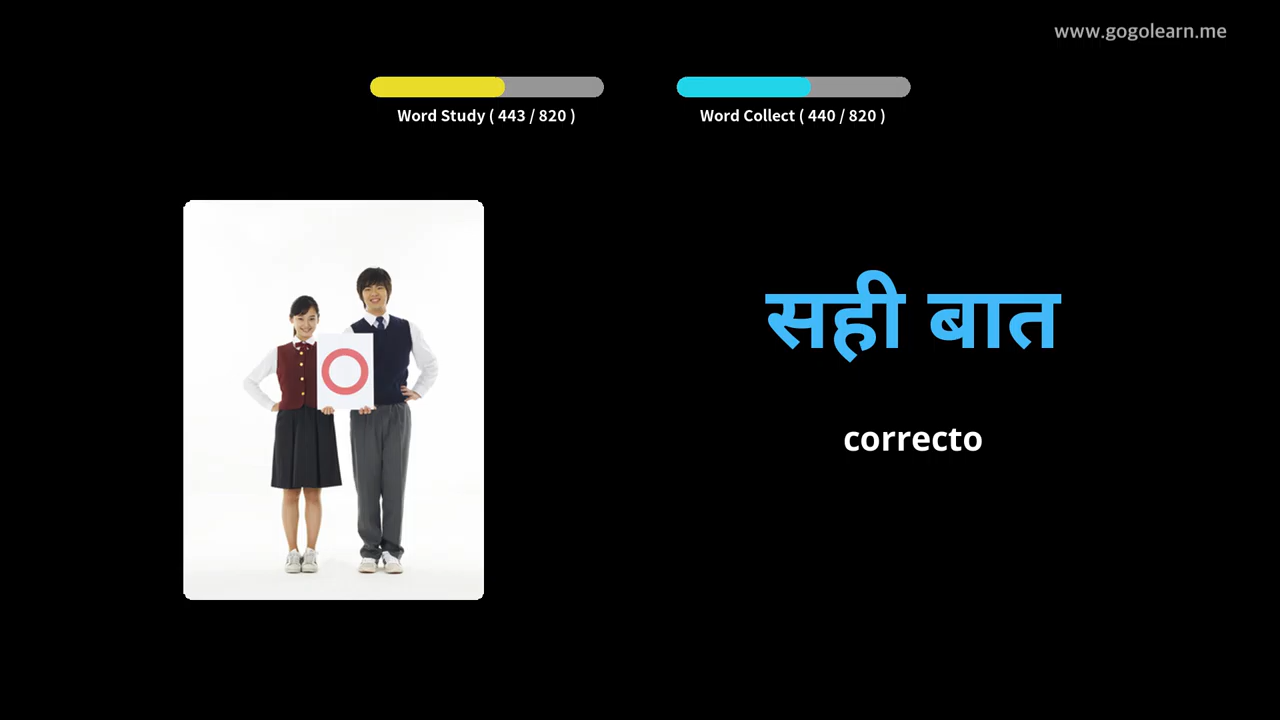 www.gogolearn.me
Word Study ( 443 / 820 )
Word Collect ( 440 / 820 )
सही बात
correcto